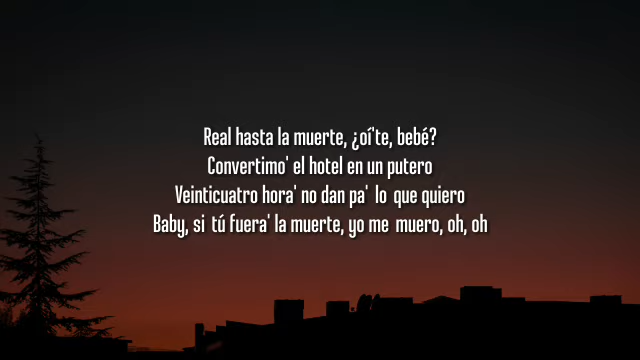 Real hasta la muerte, ¿oí'te, bebé?
Convertimo' el hotel en un putero
Veinticuatro hora' no dan pa' lo que quiero
Baby, si tú fuera' la muerte, yo me muero, oh, oh